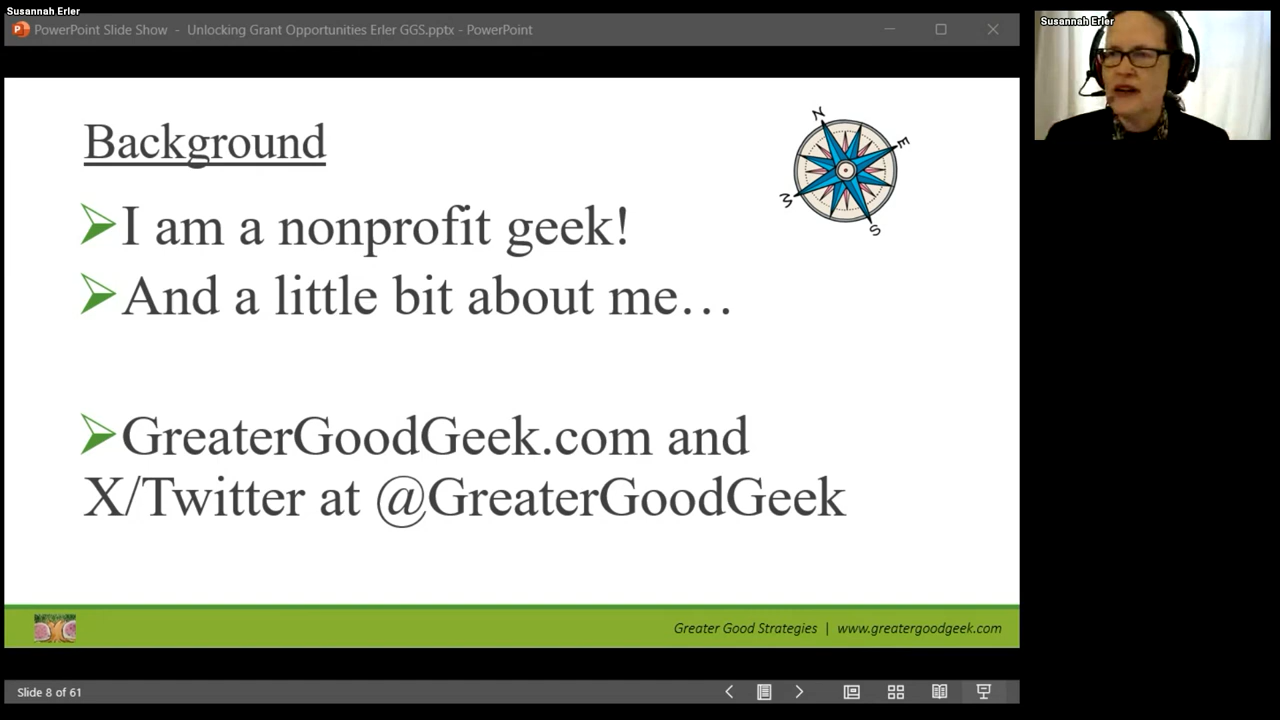 Susannah Erler
PowerPoint Slide Show - Unlocking Grant Opportunities Erler GGS.pptx - PowerPoint
Susannah Erler
Background
N
E
W
S
I am a nonprofit geek!
And a little bit about me…
GreaterGoodGeek.com and
X/Twitter at @GreaterGoodGeek
Greater Good Strategies | www.greatergoodgeek.com
Slide 8 of 61